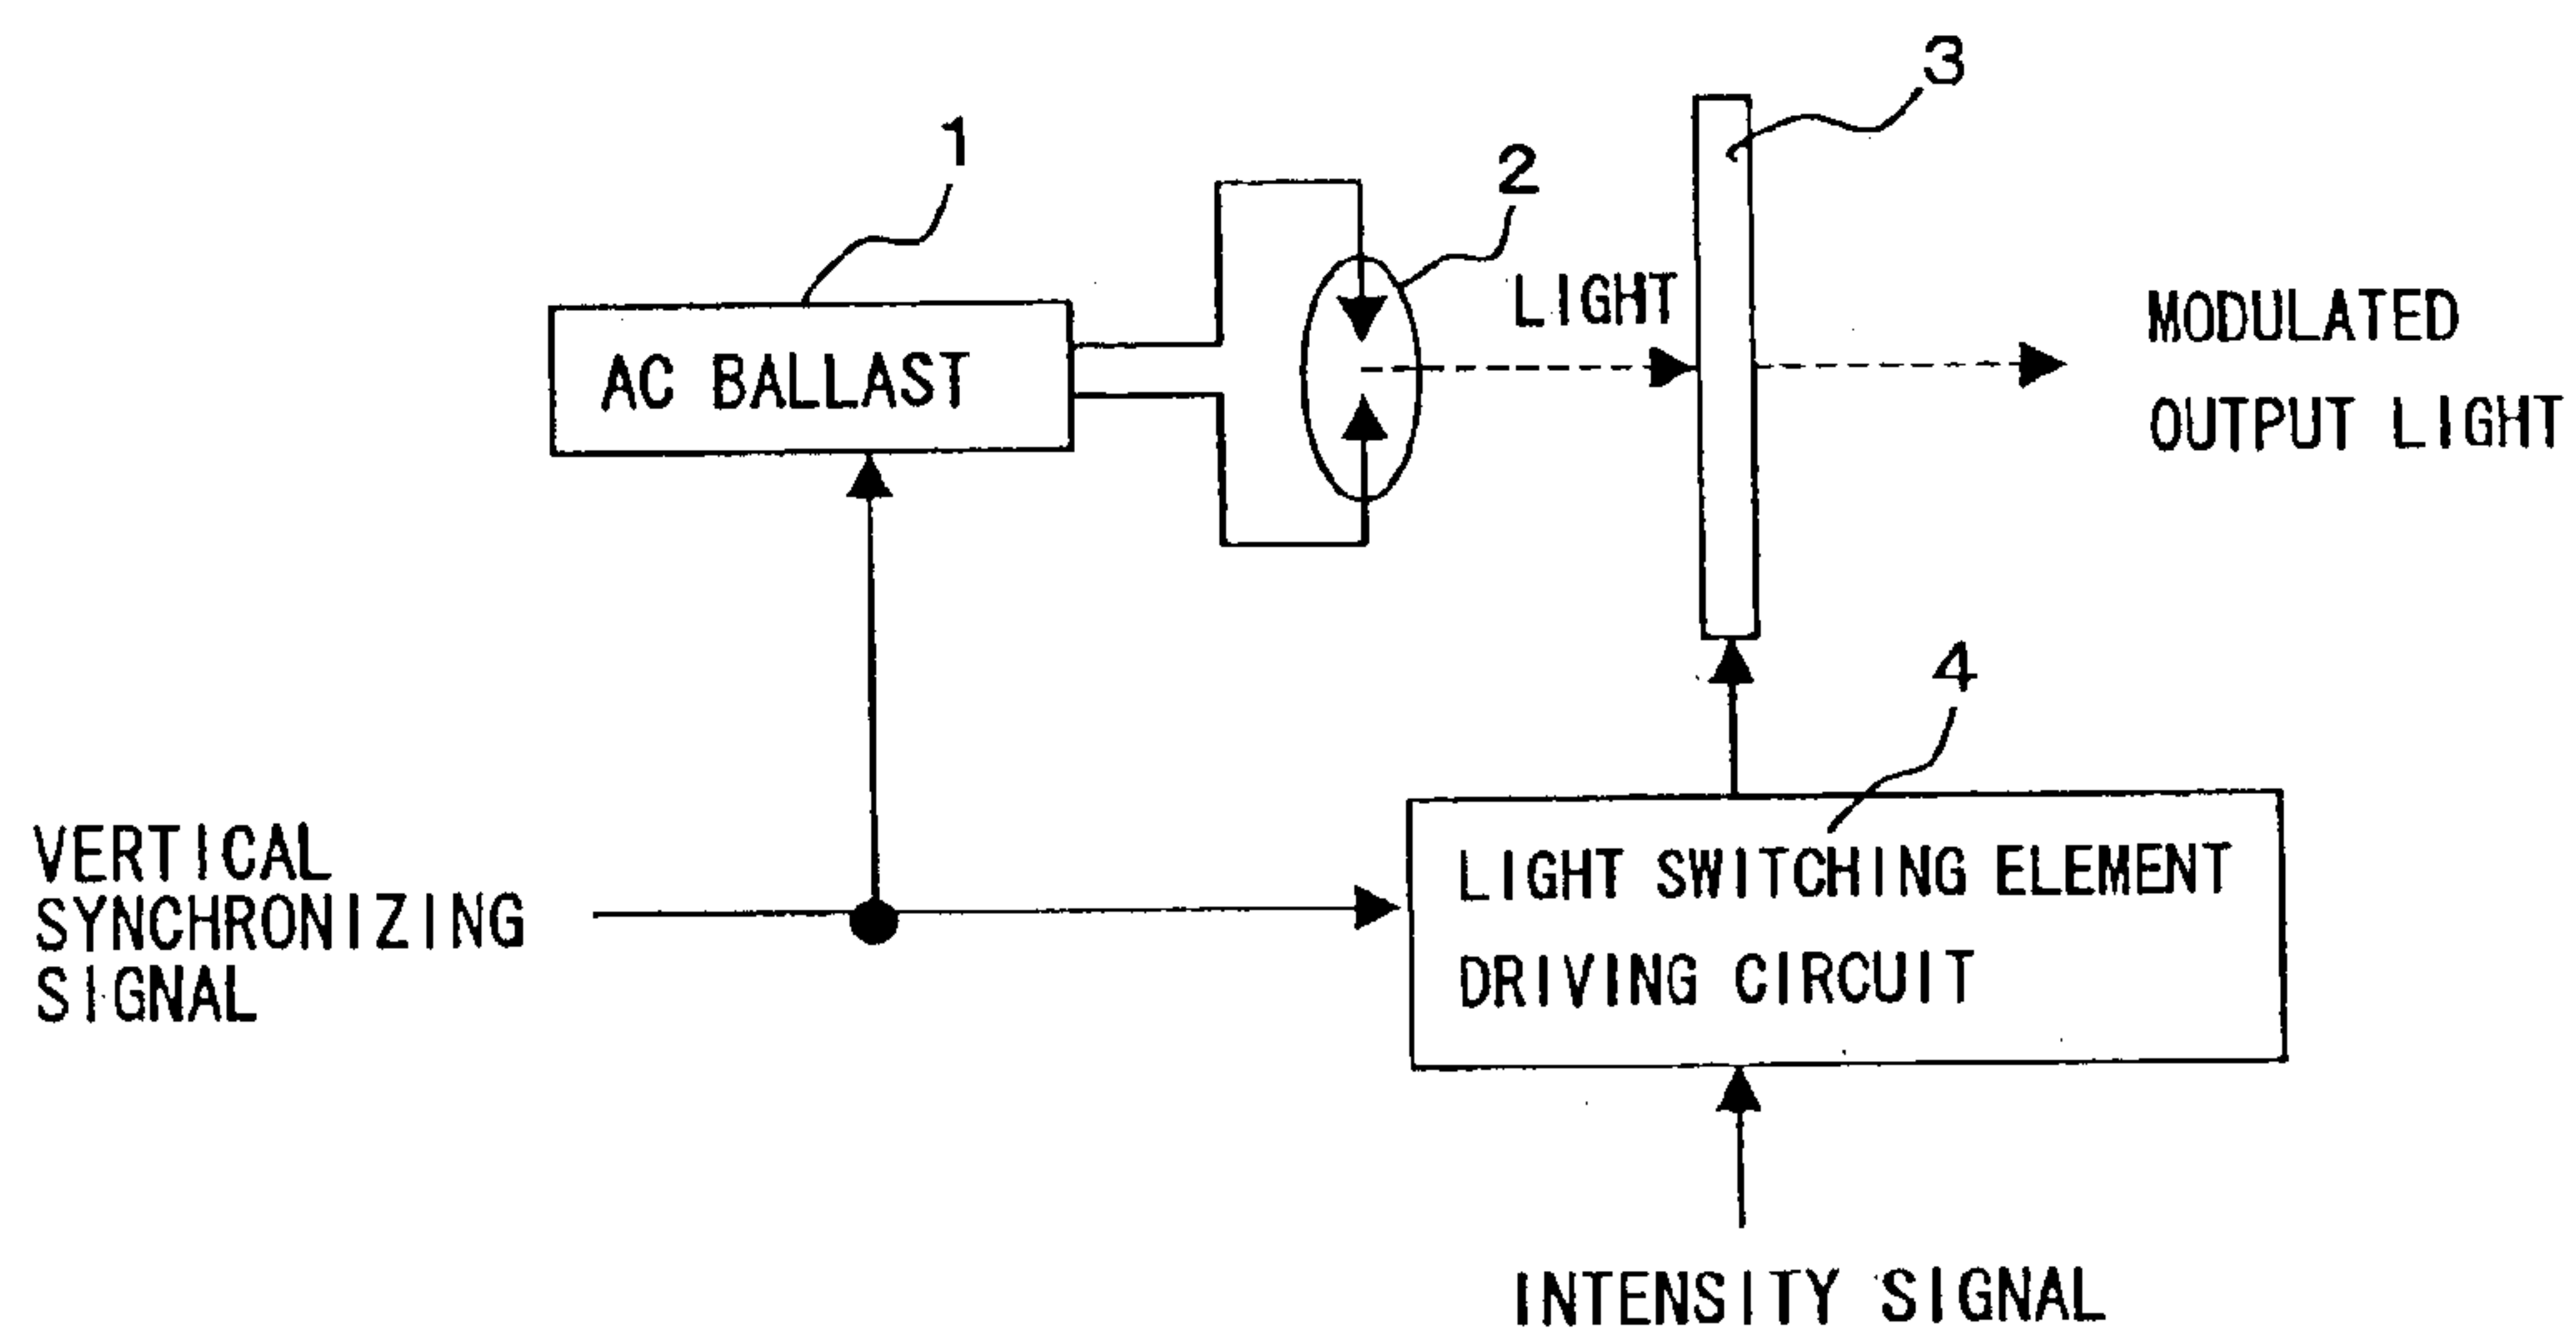 3
1
2
LIGHT
MODULATED
OUTPUT LIGHT
AC BALLAST
4
VERTICAL
SYNCHRONIZING
SIGNAL
LIGHT SWITCHING ELEMENT
DRIVING CIRCUIT
INTENSITY SIGNAL